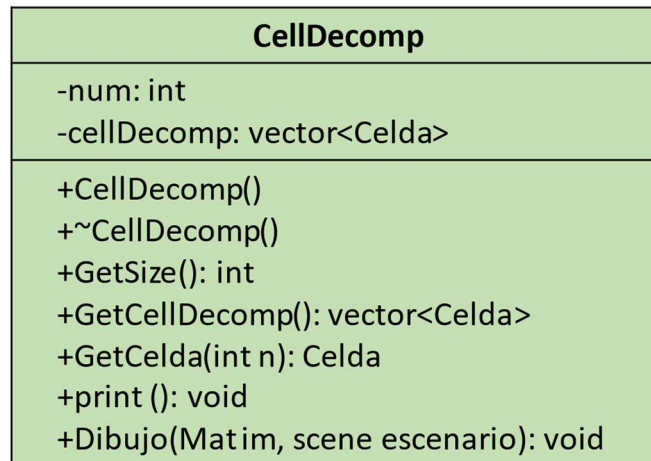 CellDecomp
-num: int
-cellDecomp: vector<Celda>
+CellDecomp()
+~CellDecomp()
+GetSize(): int
+GetCellDecomp(): vector<Celda>
+GetCelda(int n): Celda
+print (): void
+Dibujo(Mat im, scene escenario): void